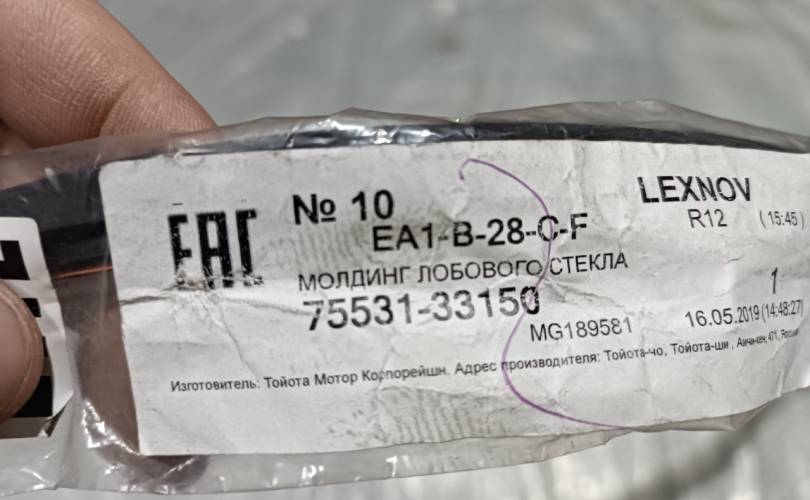 EAC
№ 10
LEXNOV
EA1-B-28-C-F
R12 (15:45)
МОЛДИНГ ЛОБОВОГО СТЕКЛА
1
75531-33150
MG189581
16.05.2019 (14:48:27)
Изготовитель: Тойота Мотор Корпорейшн. Адрес производителя: Тойота-чо, Тойота-ши,